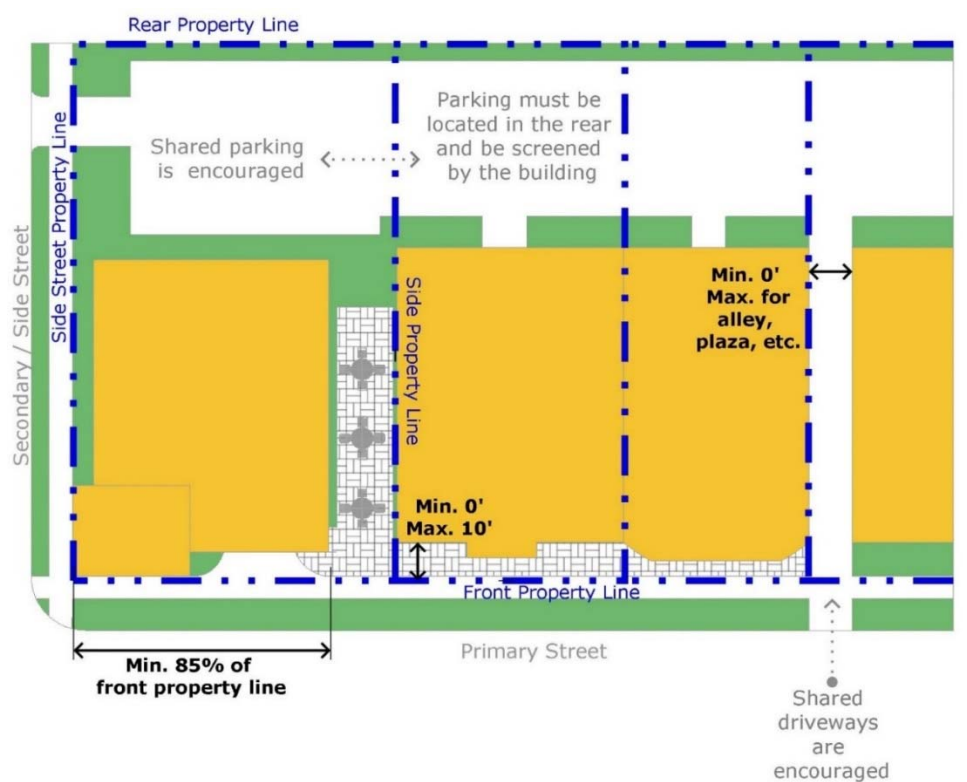 Rear Property Line
Side Street Property Line
Secondary / Side Street
Shared parking
is encouraged
Parking must be
located in the rear
and be screened
by the building
Side Property Line
Min. 0'
Max. for
alley,
plaza, etc.
Min. 0'
Max. 10'
Front Property Line
Primary Street
Min. 85% of
front property line
Shared
driveways
are
encouraged